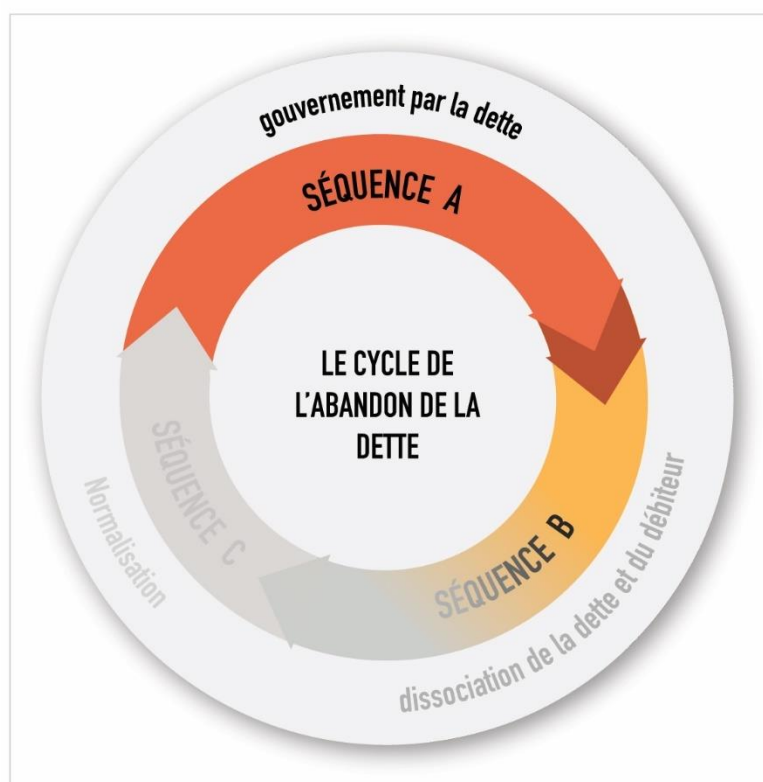 gouvernement par la dette
SÉQUENCE A
LE CYCLE DE
L'ABANDON DE LA
DETTE
SÉQUENCE B
dissociation de la dette et du débiteur
SÉQUENCE C
Normalisation